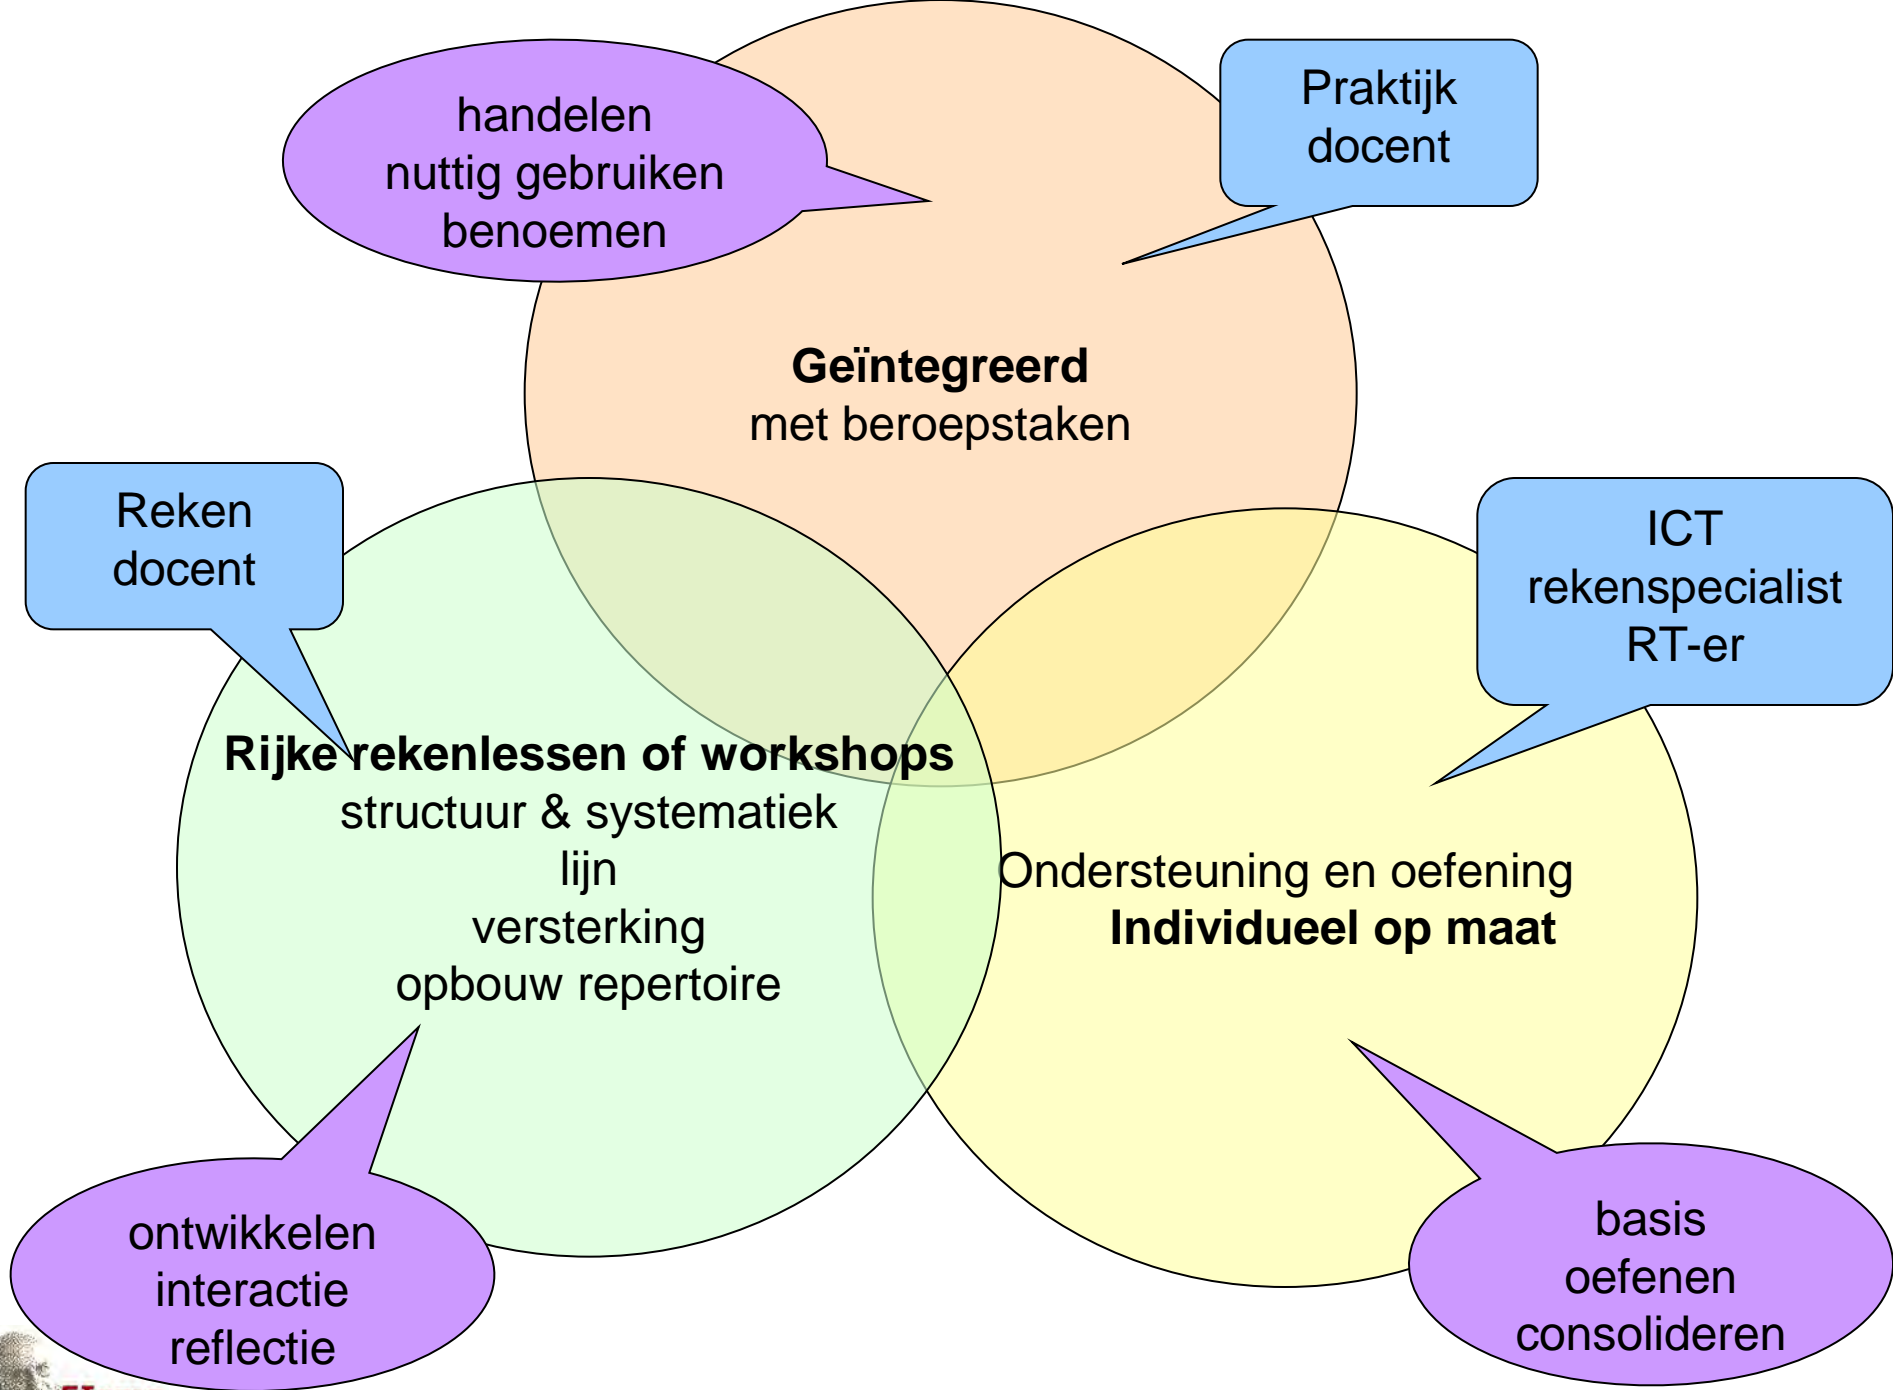 handelen
nuttig gebruiken
benoemen
Praktijk
docent
Geïntegreerd
met beroepstaken
Reken
docent
ICT
rekenspecialist
RT-er
Rijke rekenlessen of workshops
structuur & systematiek
lijn
versterking
opbouw repertoire
Ondersteuning en oefening
Individueel op maat
ontwikkelen
interactie
reflectie
basis
oefenen
consolideren